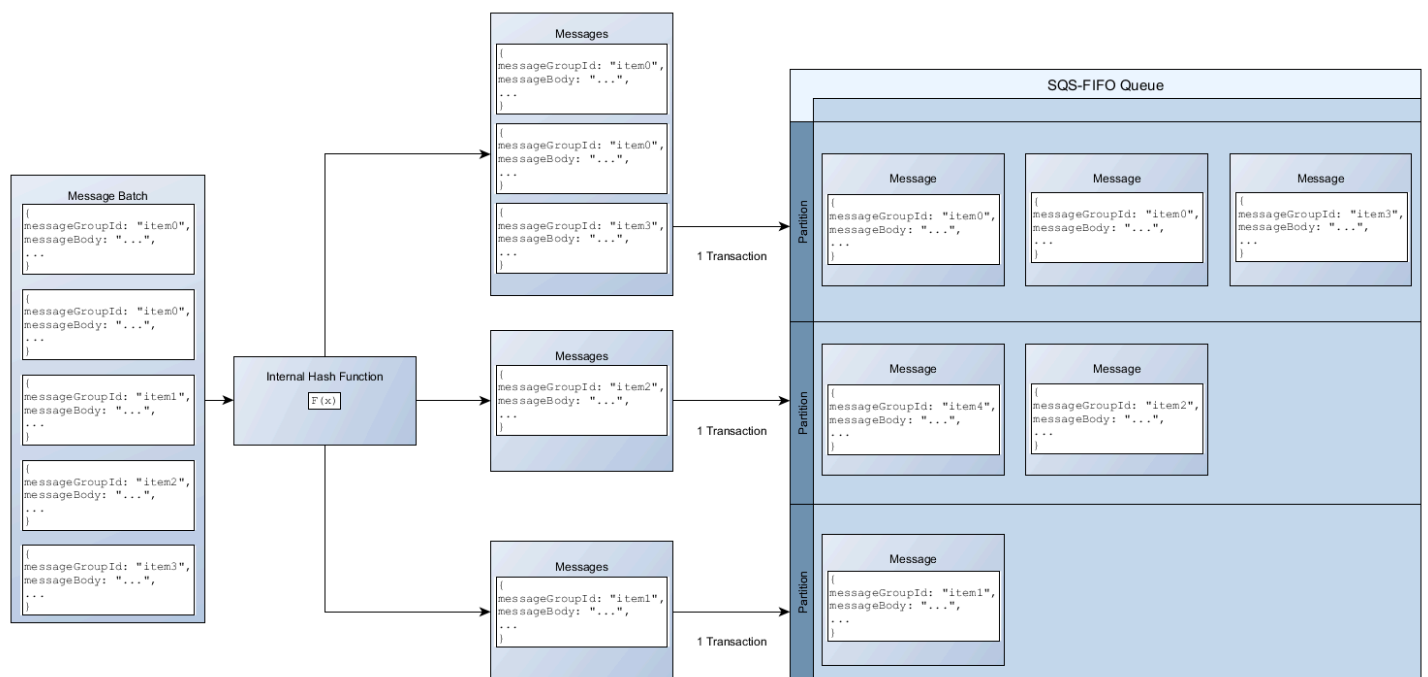 Message Batch
{
messageGroupId: "item0",
messageBody: "...",
...
}
{
messageGroupId: "item0",
messageBody: "...",
...
}
{
messageGroupId: "item1",
messageBody: "...",
...
}
{
messageGroupId: "item2",
messageBody: "...",
...
}
{
messageGroupId: "item3",
messageBody: "...",
...
}
Internal Hash Function
F(x)
Messages
{
messageGroupId: "item0",
messageBody: "...",
...
}
{
messageGroupId: "item0",
messageBody: "...",
...
}
{
messageGroupId: "item3",
messageBody: "...",
...
}
1 Transaction
Messages
{
messageGroupId: "item2",
messageBody: "...",
...
}
1 Transaction
Messages
{
messageGroupId: "item1",
messageBody: "...",
...
}
1 Transaction
SQS-FIFO Queue
Partition
Message
{
messageGroupId: "item0",
messageBody: "...",
...
}
Message
{
messageGroupId: "item0",
messageBody: "...",
...
}
Message
{
messageGroupId: "item3",
messageBody: "...",
...
}
Partition
Message
{
messageGroupId: "item4",
messageBody: "...",
...
}
Message
{
messageGroupId: "item2",
messageBody: "...",
...
}
Partition
Message
{
messageGroupId: "item1",
messageBody: "...",
...
}